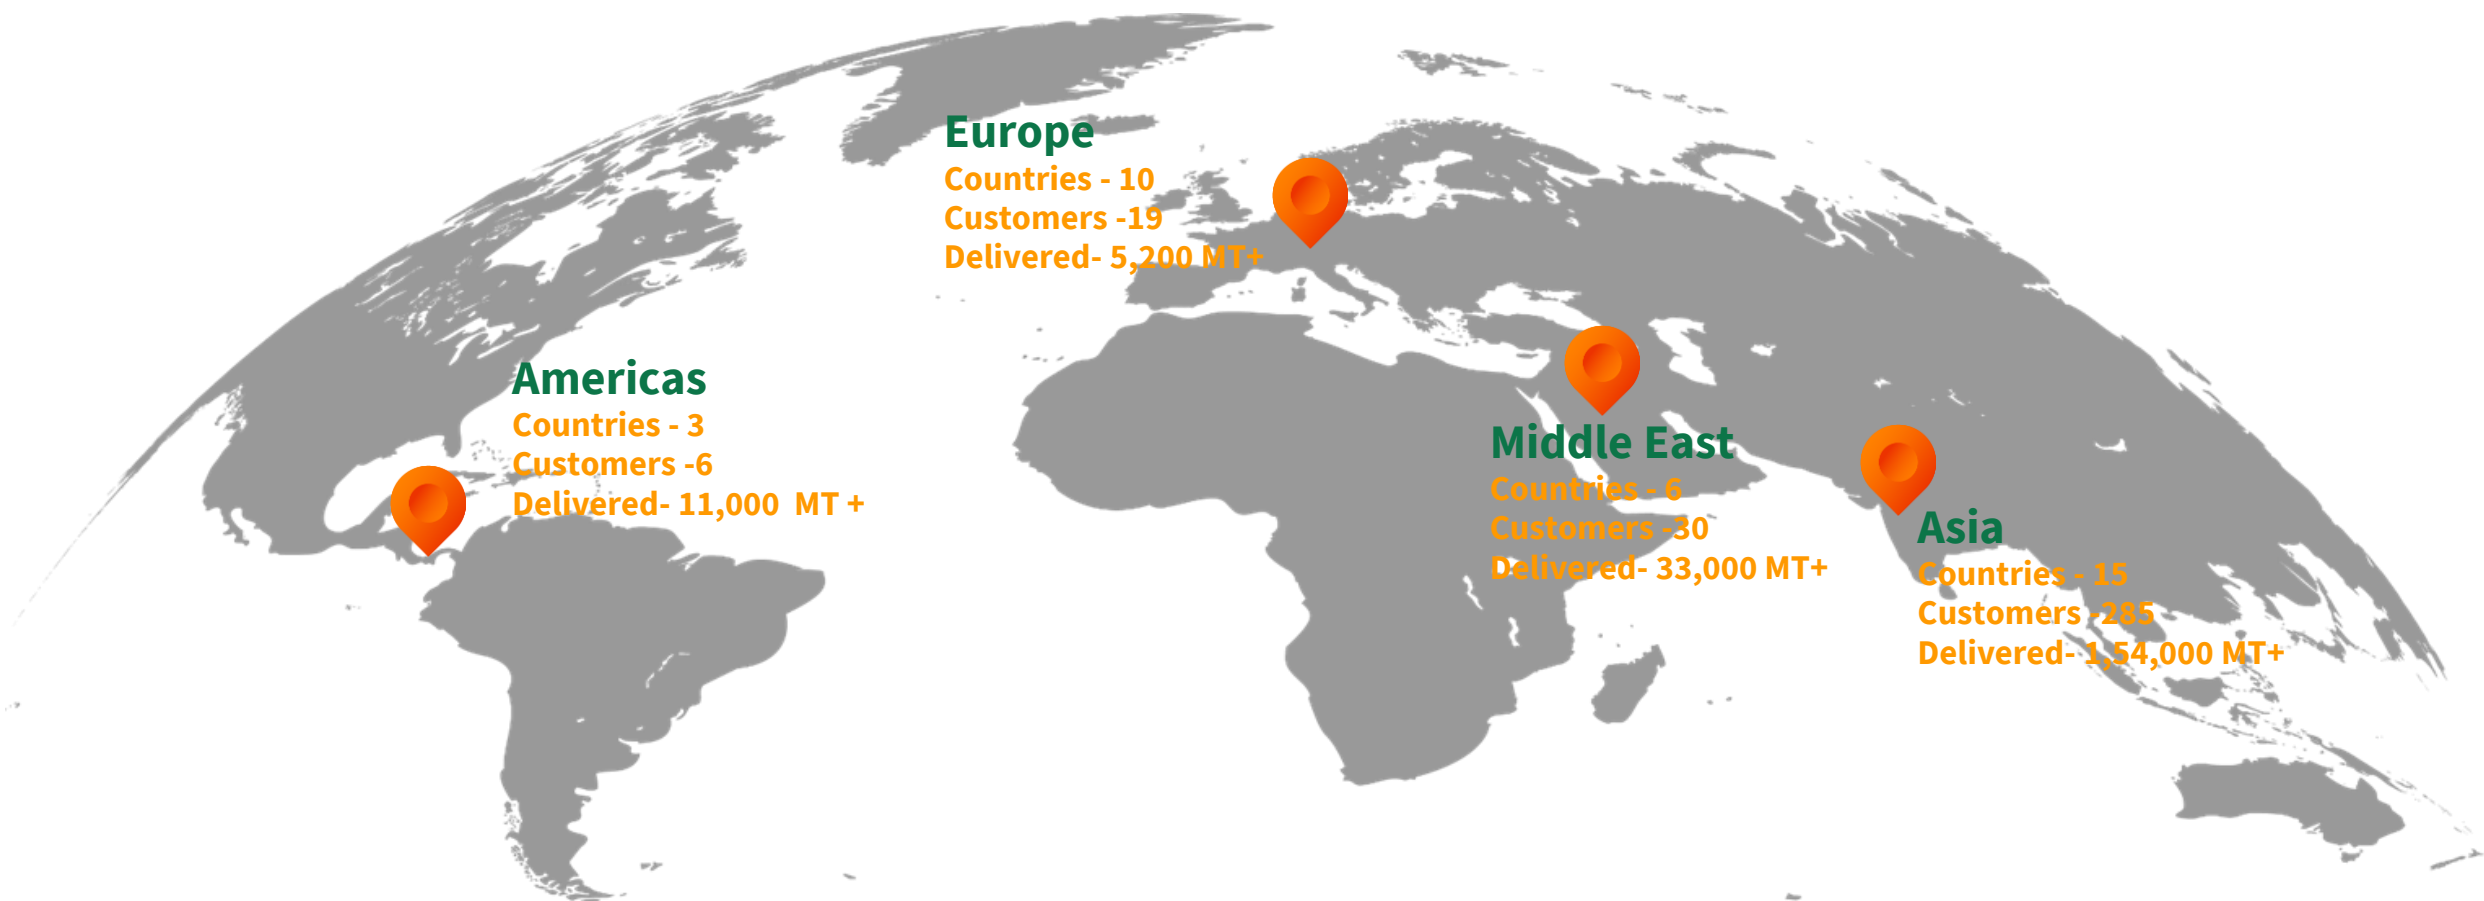 Europe
Countries - 10
Customers -19
Delivered- 5,200 MT+
Americas
Countries - 3
Customers -6
Delivered- 11,000  MT +
Middle East
Countries - 6
Customers -30
Delivered- 33,000 MT+
Asia
Countries - 15
Customers -285
Delivered- 1,54,000 MT+